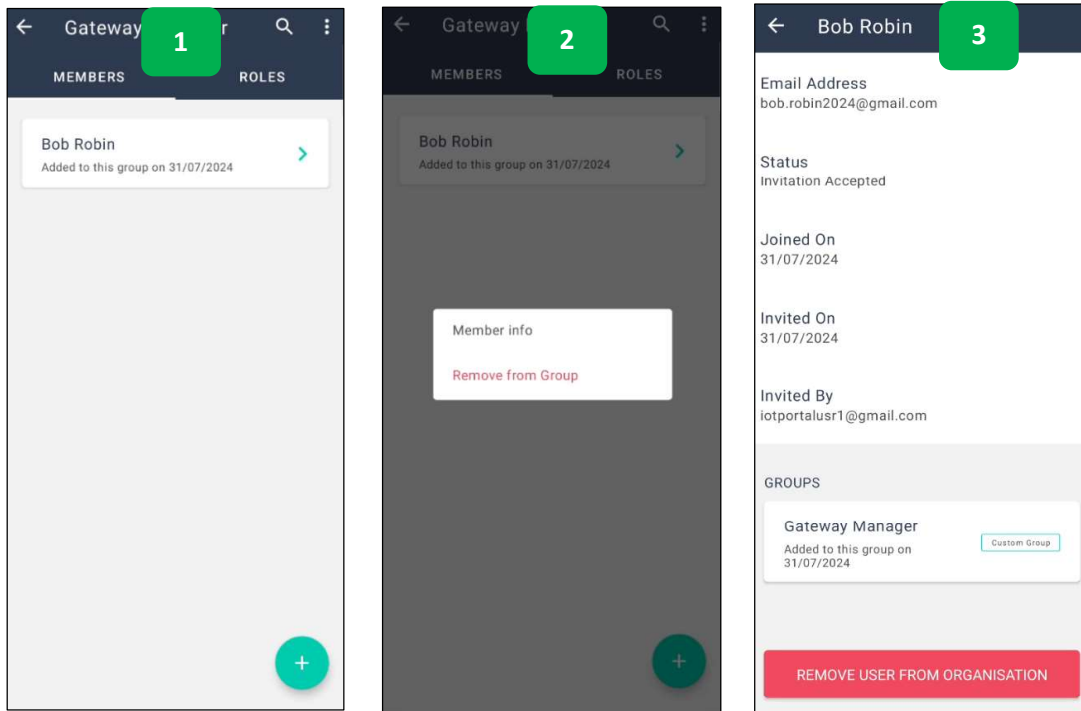 Gateway r
1
MEMBERS ROLES
Bob Robin
Added to this group on 31/07/2024
+
Gateway
2
MEMBERS ROLES
Bob Robin
Added to this group on 31/07/2024
Member info
Remove from Group
+
Bob Robin
3
Email Address
bob.robin2024@gmail.com
Status
Invitation Accepted
Joined On
31/07/2024
Invited On
31/07/2024
Invited By
iotportalusr1@gmail.com
GROUPS
Gateway Manager
Custom Group
Added to this group on
31/07/2024
REMOVE USER FROM ORGANISATION